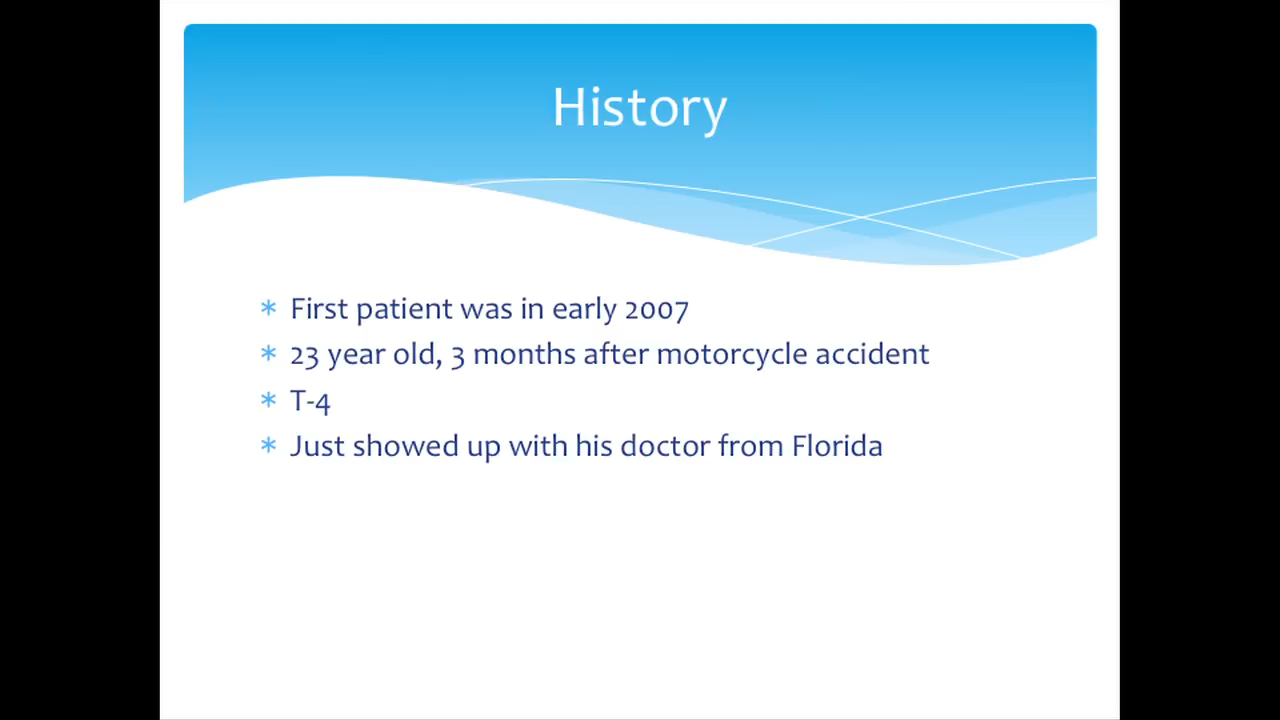 History
* First patient was in early 2007
* 23 year old, 3 months after motorcycle accident
* T-4
* Just showed up with his doctor from Florida